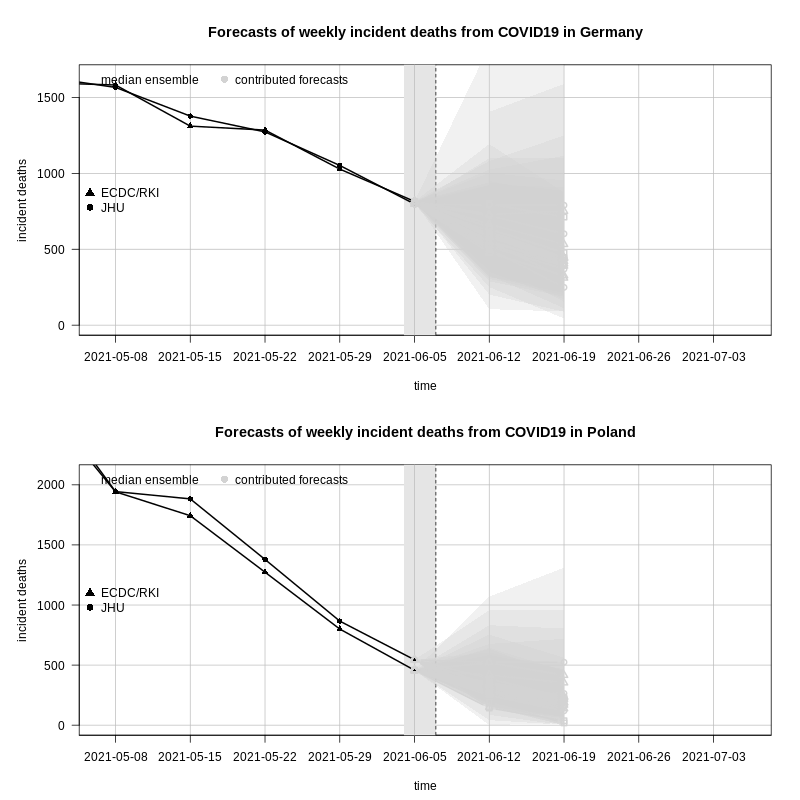 Forecasts of weekly incident deaths from COVID19 in Germany
median ensemble contributed forecasts
1500
1000
500
0
incident deaths
ECDC/RKI
JHU
2021-05-08 2021-05-15 2021-05-22 2021-05-29 2021-06-05 2021-06-12 2021-06-19 2021-06-26 2021-07-03
time
Forecasts of weekly incident deaths from COVID19 in Poland
median ensemble contributed forecasts
2000
1500
1000
500
0
incident deaths
ECDC/RKI
JHU
2021-05-08 2021-05-15 2021-05-22 2021-05-29 2021-06-05 2021-06-12 2021-06-19 2021-06-26 2021-07-03
time